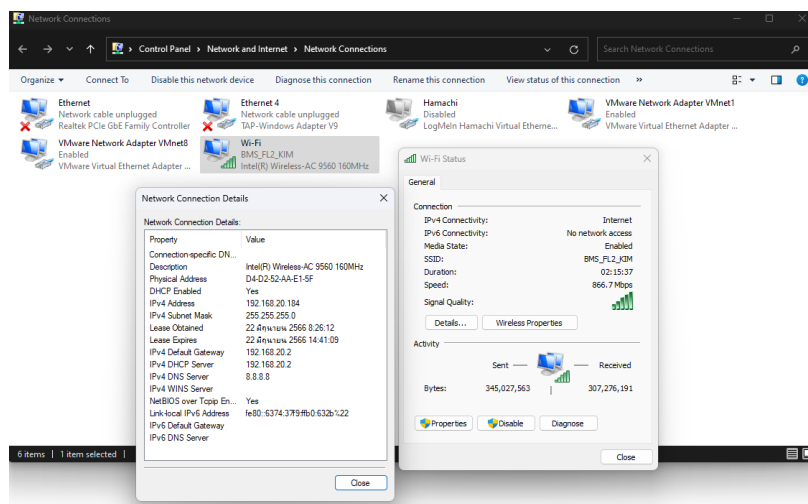 Network Connections
Control Panel › Network and Internet › Network Connections
Search Network Connections
Organize
Connect To
Disable this network device
Diagnose this connection
Rename this connection
View status of this connection
»
Ethernet
Network cable unplugged
Realtek PCIe GbE Family Controller
Ethernet 4
Network cable unplugged
TAP-Windows Adapter V9
Hamachi
Disabled
LogMeIn Hamachi Virtual Etherne...
VMware Network Adapter VMnet1
Enabled
VMware Virtual Ethernet Adapter ...
VMware Network Adapter VMnet8
Enabled
VMware Virtual Ethernet Adapter ...
Wi-Fi
BMS_FL2_KIM
Intel(R) Wireless-AC 9560 160MHz
Network Connection Details
Network Connection Details:
Property Value
Connection-specific DN...
Description Intel(R) Wireless-AC 9560 160MHz
Physical Address D4-D2-52-AA-E1-5F
DHCP Enabled Yes
IPv4 Address 192.168.20.184
IPv4 Subnet Mask 255.255.255.0
Lease Obtained 22 มิถุนายน 2566 8:26:12
Lease Expires 22 มิถุนายน 2566 14:41:09
IPv4 Default Gateway 192.168.20.2
IPv4 DHCP Server 192.168.20.2
IPv4 DNS Server 8.8.8.8
IPv4 WINS Server
NetBIOS over Tcpip En... Yes
Link-local IPv6 Address fe80::6374:37f9:ffb0:632b%22
IPv6 Default Gateway
IPv6 DNS Server
Close
Wi-Fi Status
General
Connection
IPv4 Connectivity: Internet
IPv6 Connectivity: No network access
Media State: Enabled
SSID: BMS_FL2_KIM
Duration: 02:15:37
Speed: 866.7 Mbps
Signal Quality:
Details...
Wireless Properties
Activity
Sent — Received
Bytes: 345,027,563 | 307,276,191
Properties
Disable
Diagnose
Close
6 items | 1 item selected |